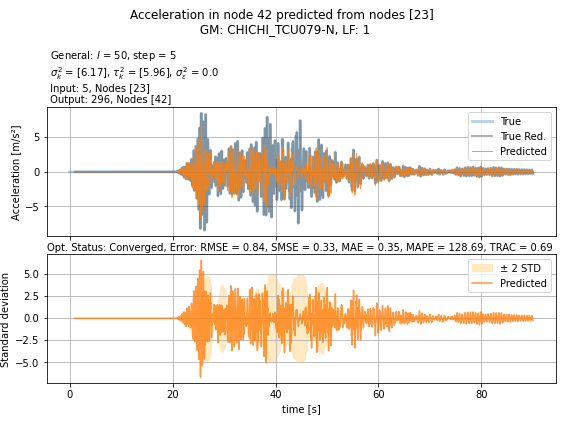 Acceleration in node 42 predicted from nodes [23]
GM: CHICHI_TCU079-N, LF: 1
General: l = 50, step = 5
σ²ₖ = [6.17], τ²ₖ = [5.96], σ²ε = 0.0
Input: 5, Nodes [23]
Output: 296, Nodes [42]
Acceleration [m/s²]
5
0
−5
True
True Red.
Predicted
Opt. Status: Converged, Error: RMSE = 0.84, SMSE = 0.33, MAE = 0.35, MAPE = 128.69, TRAC = 0.69
Standard deviation
5.0
2.5
0.0
−2.5
−5.0
± 2 STD
Predicted
0 20 40 60 80
time [s]